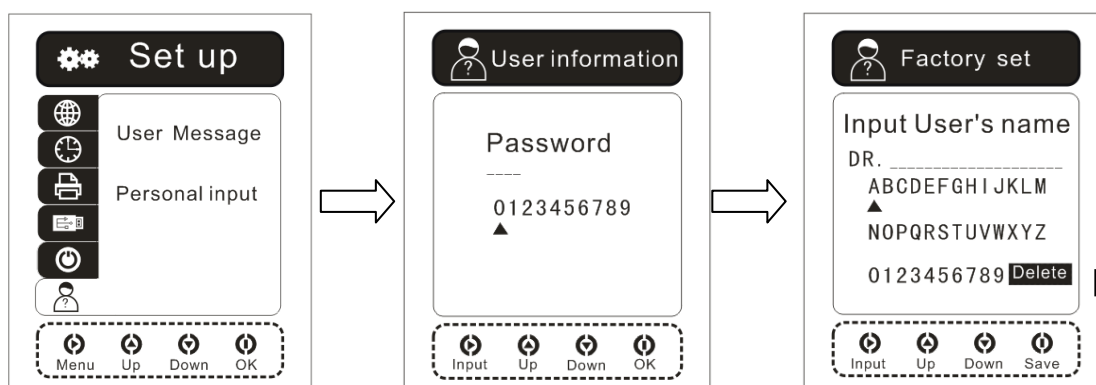 Set up
User Message
Personal input
Menu Up Down OK
User information
Password
----
0123456789
Input Up Down OK
Factory set
Input User's name
DR. ____________________
ABCDEFGHIJKLM
NOPQRSTUVWXYZ
0123456789 Delete
Input Up Down Save